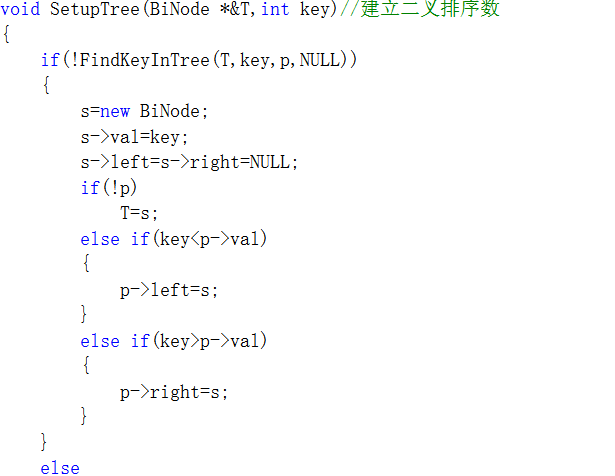 void SetupTree(BiNode *&T,int key)//建立二义排序数
{
    if(!FindKeyInTree(T,key,p,NULL))
    {
        s=new BiNode;
        s->val=key;
        s->left=s->right=NULL;
        if(!p)
            T=s;
        else if(key<p->val)
        {
            p->left=s;
        }
        else if(key>p->val)
        {
            p->right=s;
        }
    }
    else